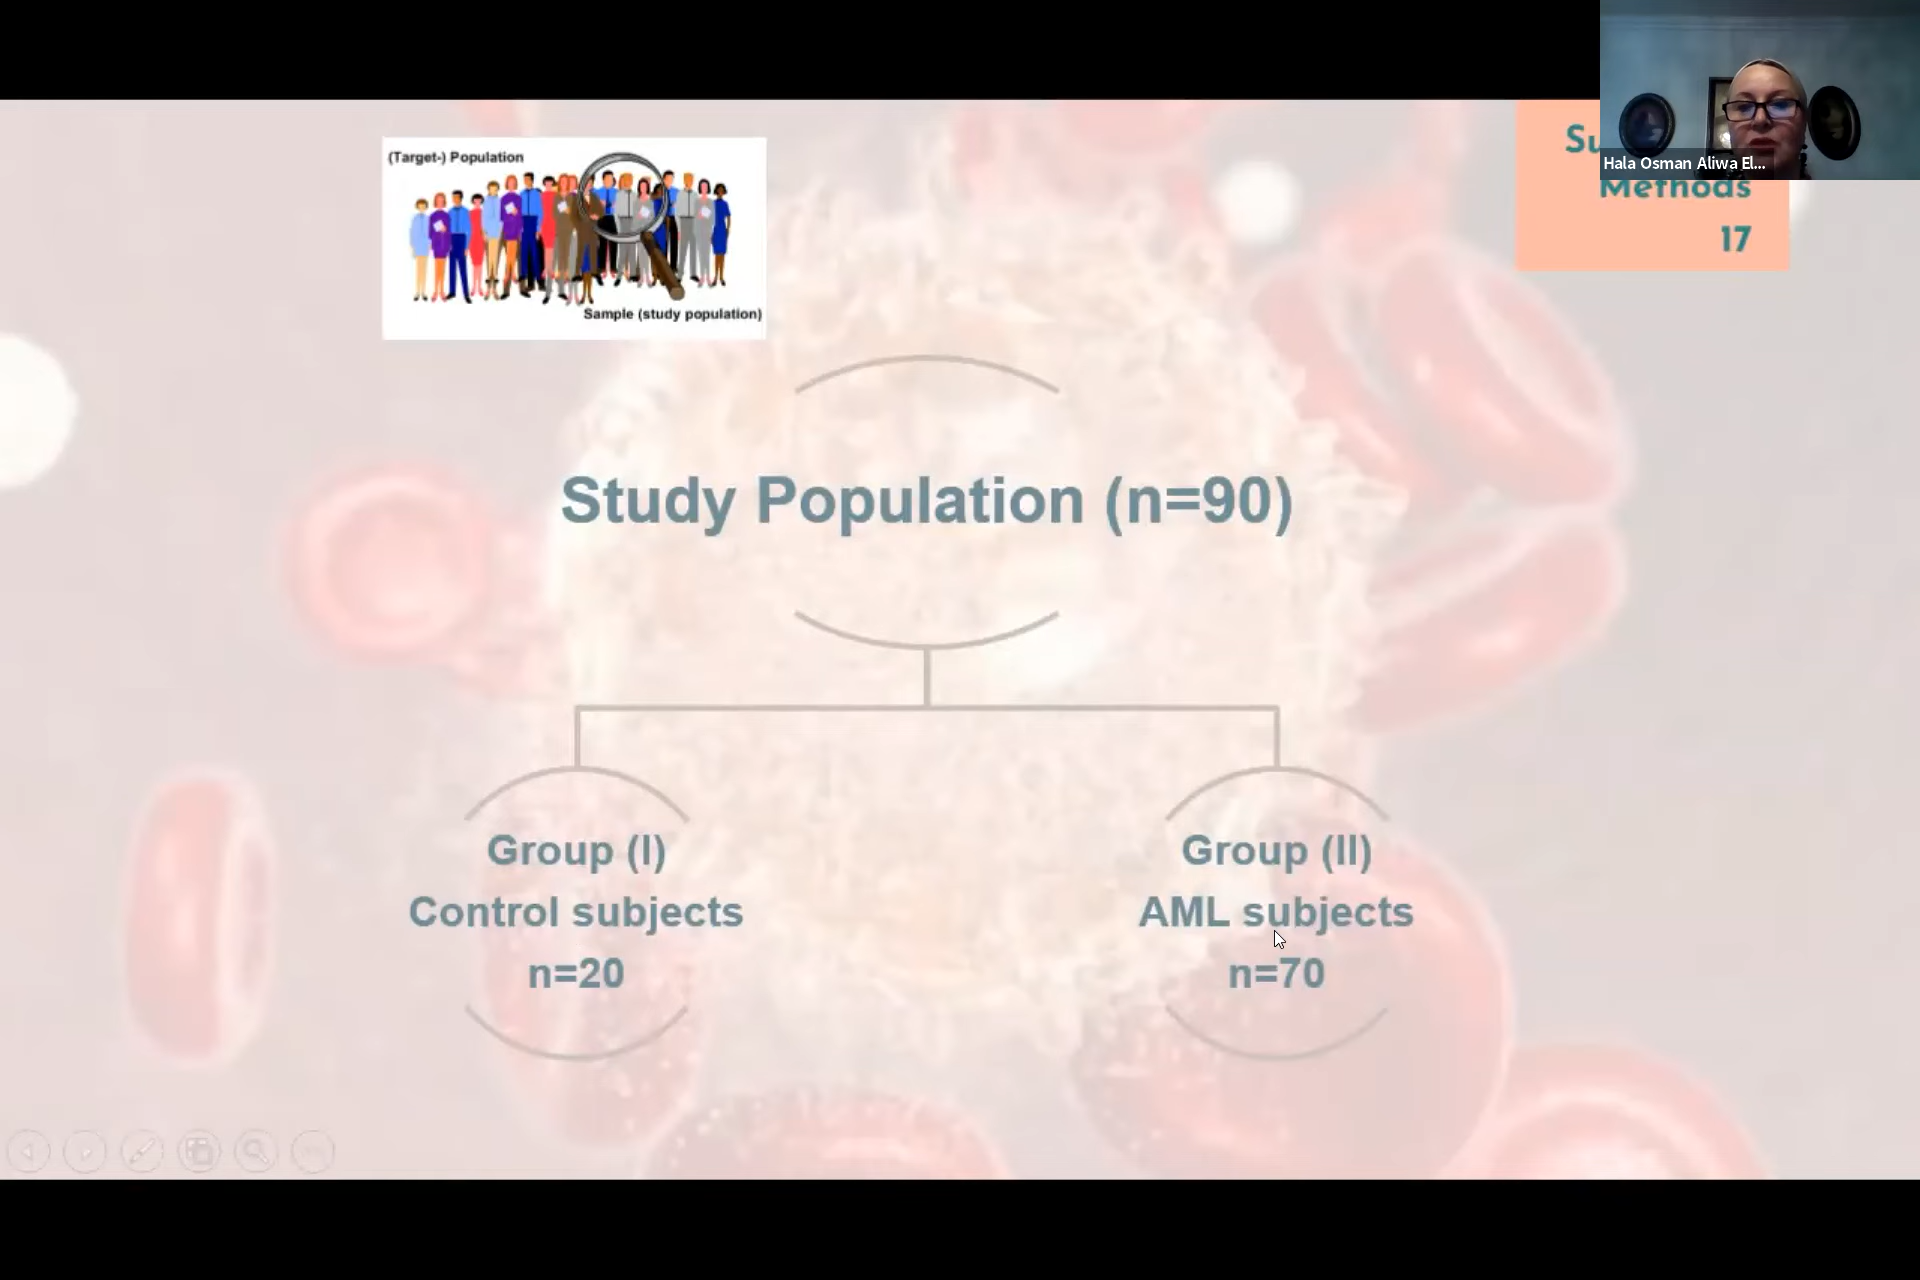 (Target-) Population
Sample (study population)
Methods
17
Hala Osman Aliwa El...
Study Population (n=90)
Group (I)
Control subjects
n=20
Group (II)
AML subjects
n=70